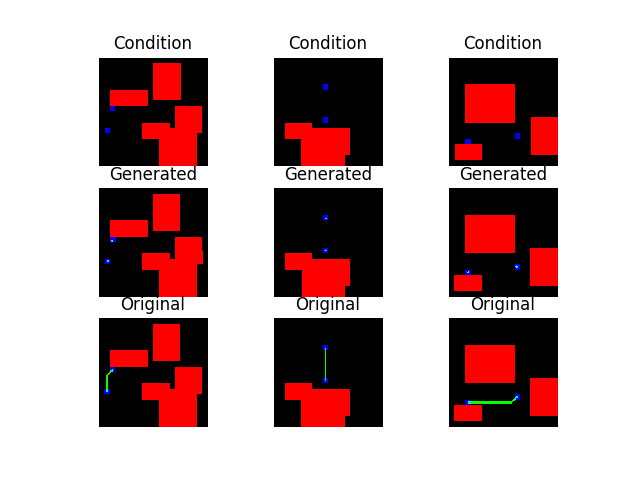 Condition Condition Condition
Generated Generated Generated
Original Original Original